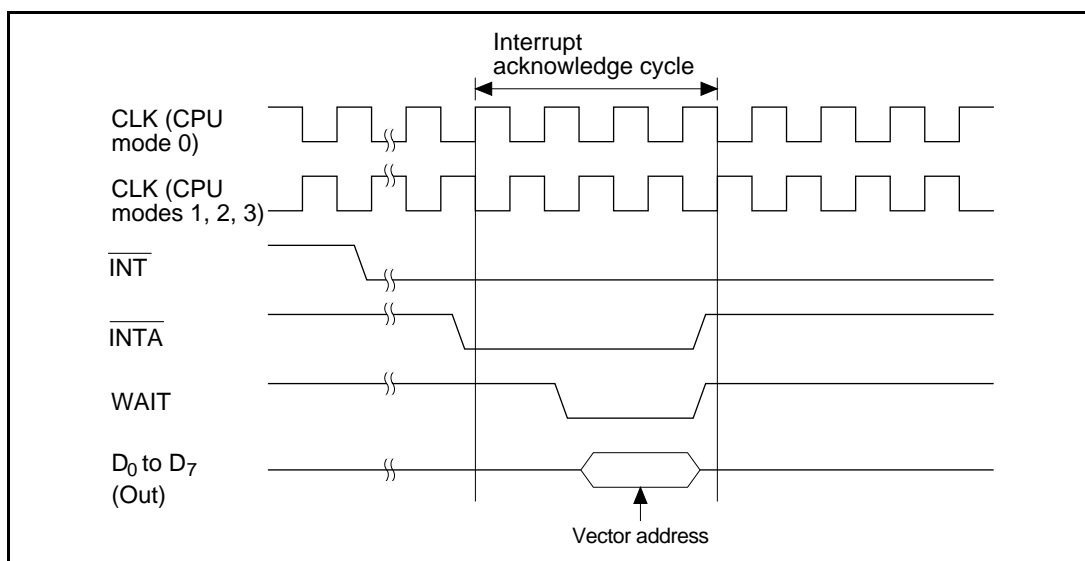 Interrupt
acknowledge cycle
CLK (CPU
mode 0)
CLK (CPU
modes 1, 2, 3)
INT
INTA
WAIT
D0 to D7
(Out)
Vector address